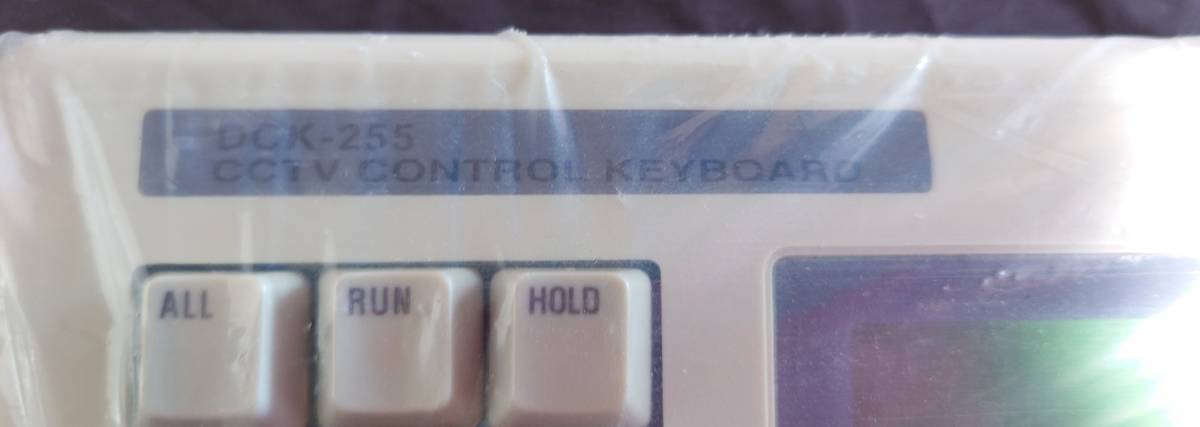 DCK-255
CCTV CONTROL KEYBOARD
ALL RUN HOLD